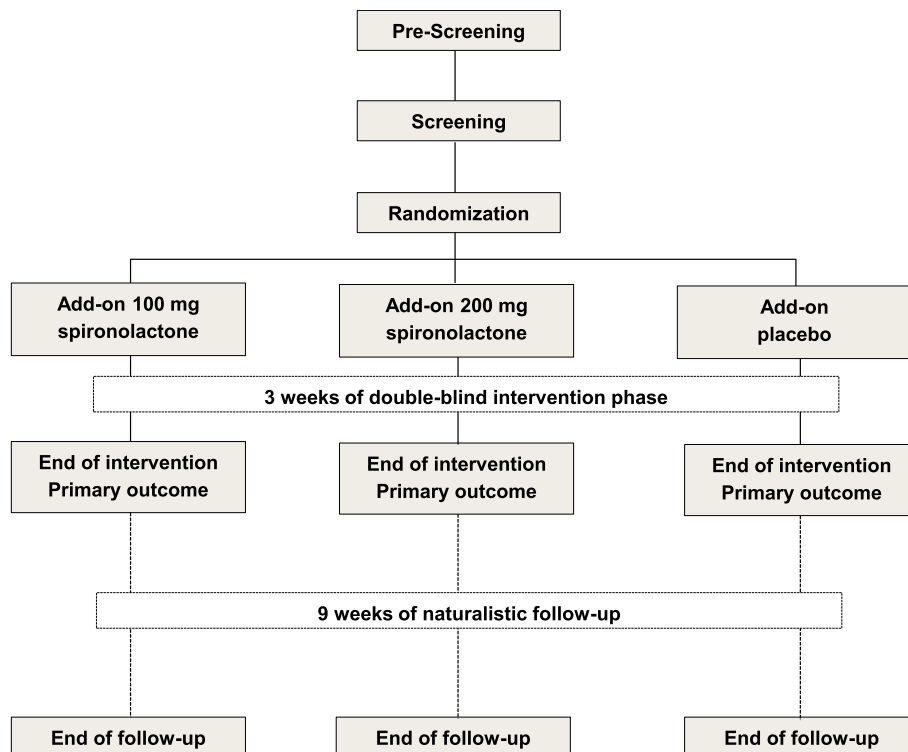 Pre-Screening
Screening
Randomization
Add-on 100 mg
spironolactone
Add-on 200 mg
spironolactone
Add-on
placebo
3 weeks of double-blind intervention phase
End of intervention
Primary outcome
End of intervention
Primary outcome
End of intervention
Primary outcome
9 weeks of naturalistic follow-up
End of follow-up
End of follow-up
End of follow-up